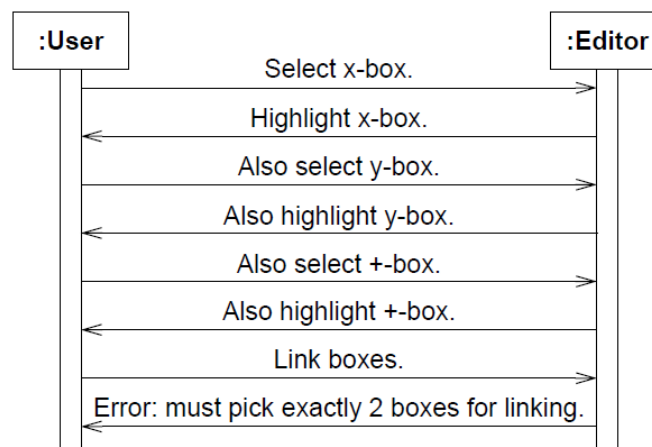 :User
:Editor
Select x-box.
Highlight x-box.
Also select y-box.
Also highlight y-box.
Also select +-box.
Also highlight +-box.
Link boxes.
Error: must pick exactly 2 boxes for linking.